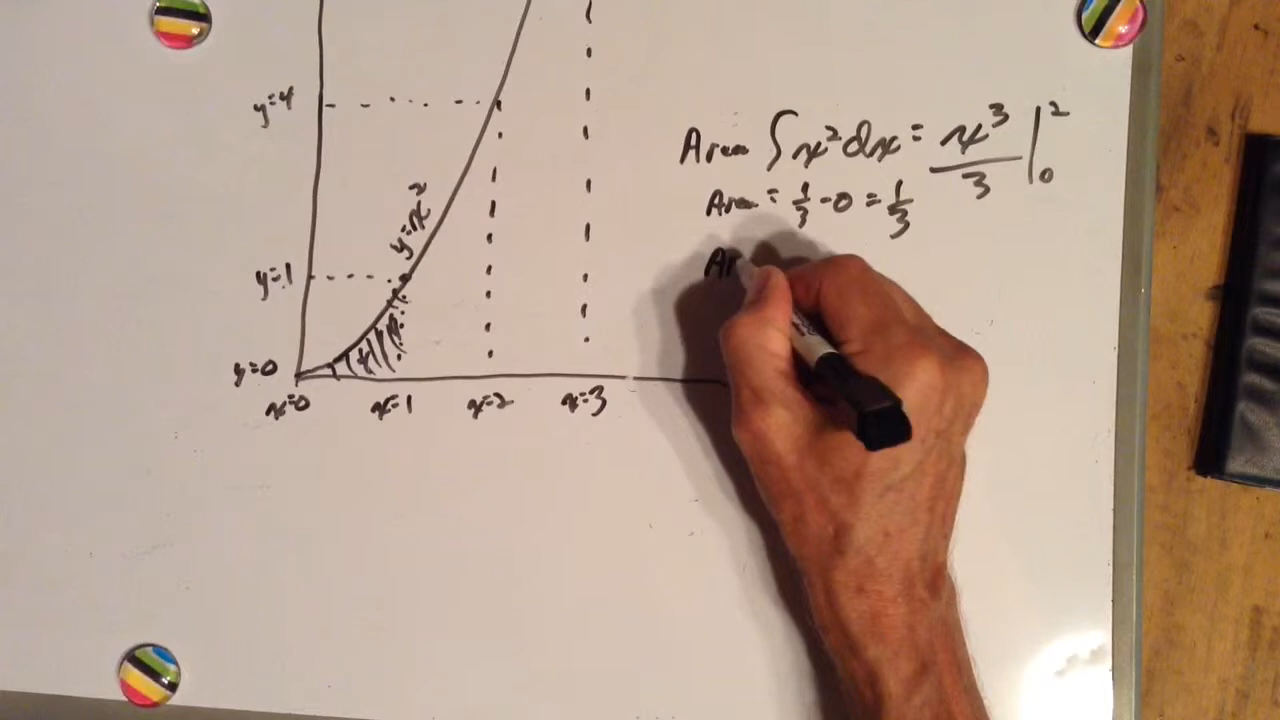 y=4
y=x²
y=1
y=0
x=0 x=1 x=2 x=3
Area ∫x²dx = x³/3 |₀²
Area = 1/3 - 0 = 1/3
Ar